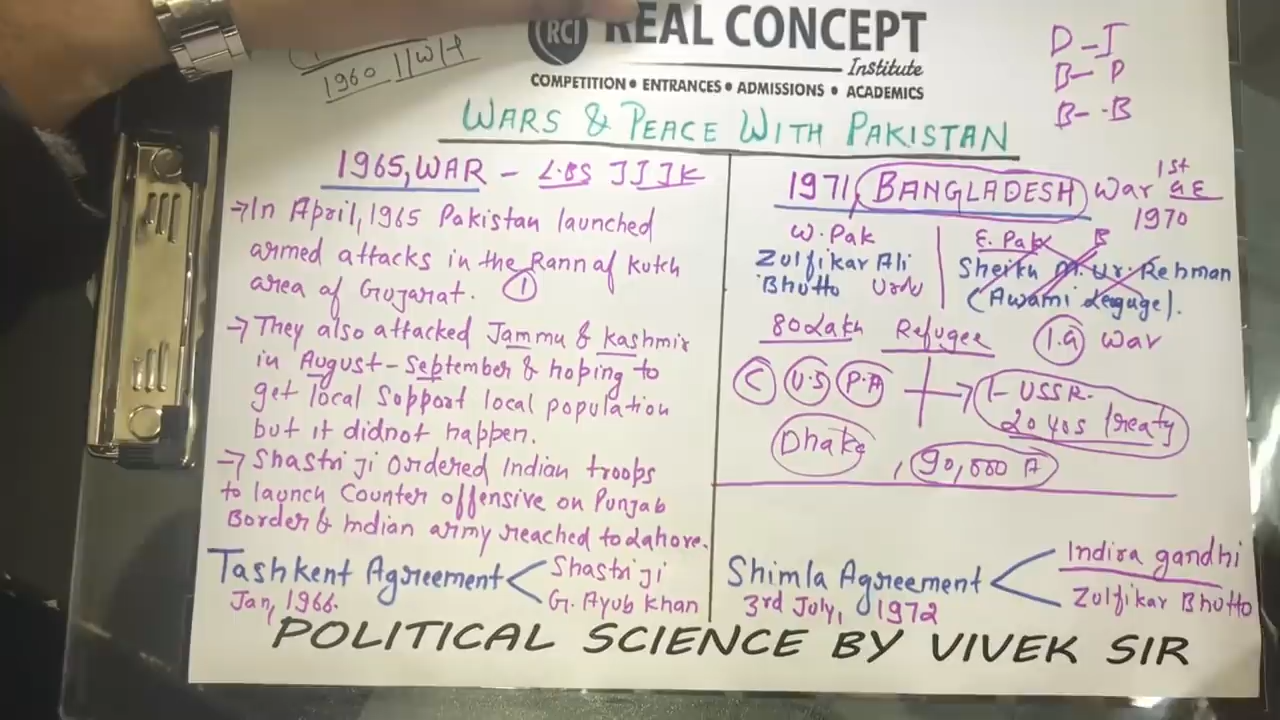 RCI REAL CONCEPT
Institute
COMPETITION • ENTRANCES • ADMISSIONS • ACADEMICS
1960 IWT
D - I
B - P
B - B
WARS & PEACE WITH PAKISTAN
1965, WAR - LBS JJJK
→ In April, 1965 Pakistan launched
armed attacks in the Rann of Kutch
area of Gujarat. 1
→ They also attacked Jammu & Kashmir
in August - September & hoping to
get local Support local population
but it didnot happen.
→ Shastri ji Ordered Indian troops
to launch Counter offensive on Punjab
Border & Indian army reached to Lahore.
Tashkent Agreement
Jan, 1966.
Shastri ji
G. Ayub Khan
1971, BANGLADESH War
1st
GE
1970
W. Pak
Zulfikar Ali
Bhutto Urdu
E. Pak B
Sheikh M. Ur. Rehman
(Awami Leguge).
80 Lakh Refugee
I.G War
C U.S P.A
1- USSR.
20 yrs treaty
Dhaka, 90,000 A
Shimla Agreement
3rd July, 1972
Indira gandhi
Zulfikar Bhutto
POLITICAL SCIENCE BY VIVEK SIR